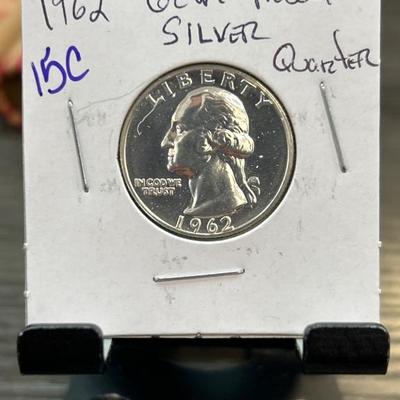 1962
SILVER
15C
Quarter
LIBERTY
IN GOD WE
TRUST
1962